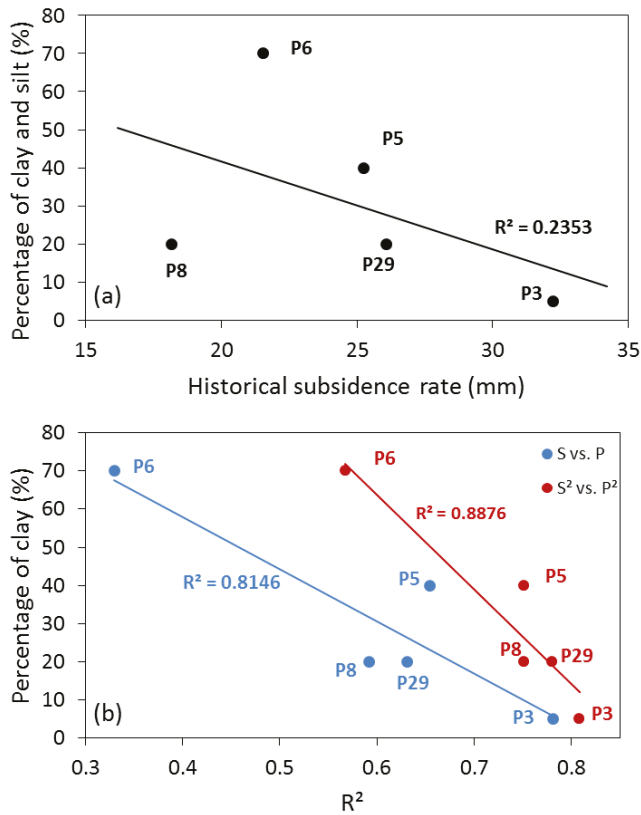 Percentage of clay and silt (%)
80
70
60
50
40
30
20
10
0
P6
P5
R² = 0.2353
P8
P29
P3
(a)
15
20
25
30
35
Historical subsidence rate (mm)
Percentage of clay (%)
80
70
60
50
40
30
20
10
0
P6
P6
S vs. P
S² vs. P²
R² = 0.8876
R² = 0.8146
P5
P5
P8
P29
P8
P29
P3
P3
(b)
0.3
0.4
0.5
0.6
0.7
0.8
R²